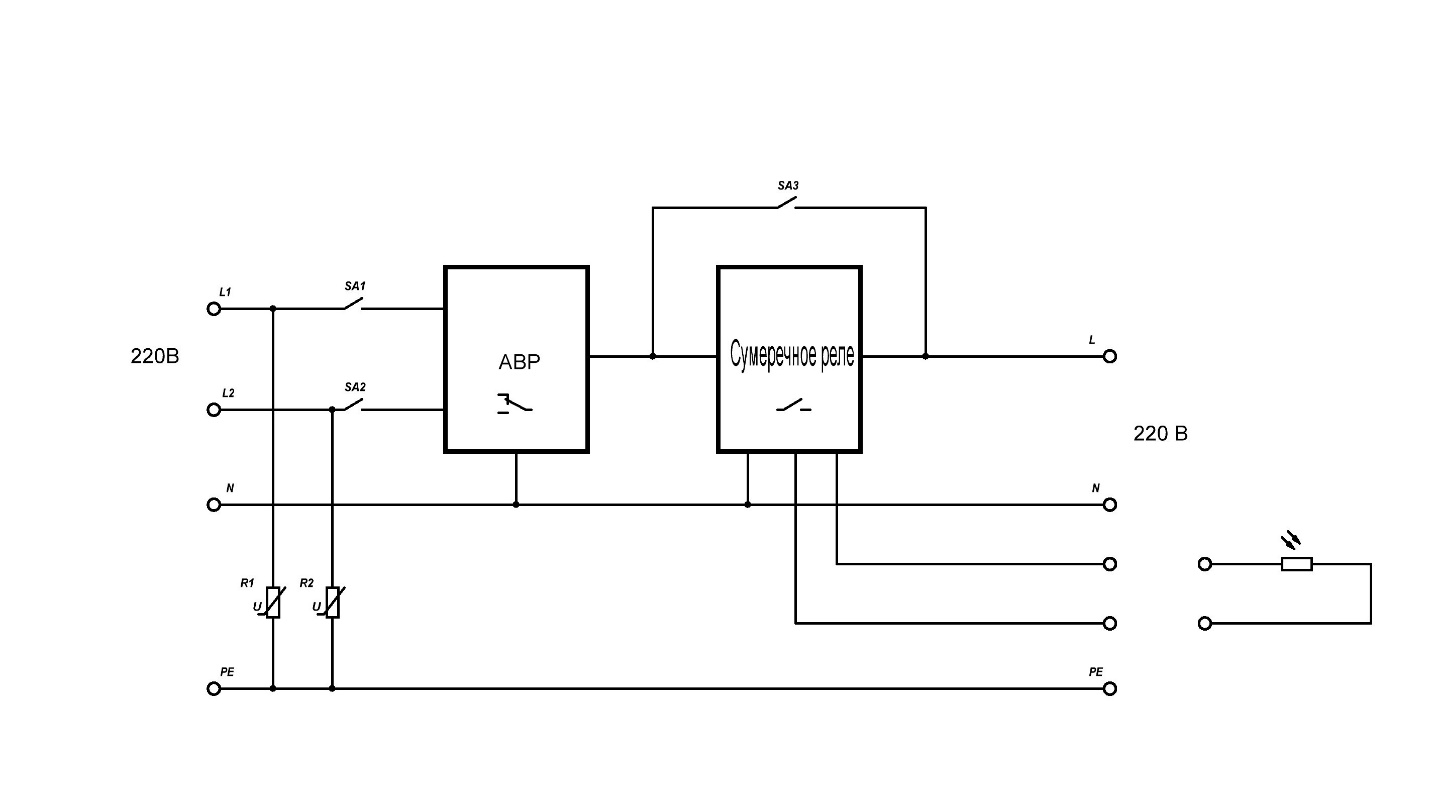 SA3
L1
SA1
220В
АВР
Сумеречное реле
L
L2
SA2
220 В
N
N
R1
R2
U
U
PE
PE